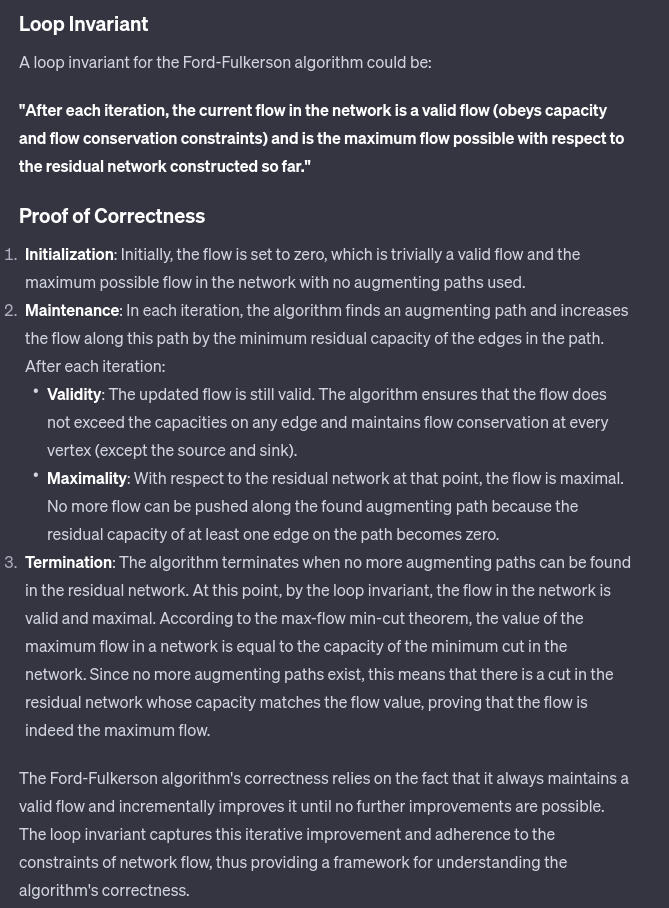 Loop Invariant
A loop invariant for the Ford-Fulkerson algorithm could be:
"After each iteration, the current flow in the network is a valid flow (obeys capacity
and flow conservation constraints) and is the maximum flow possible with respect to
the residual network constructed so far."
Proof of Correctness
1. Initialization: Initially, the flow is set to zero, which is trivially a valid flow and the
maximum possible flow in the network with no augmenting paths used.
2. Maintenance: In each iteration, the algorithm finds an augmenting path and increases
the flow along this path by the minimum residual capacity of the edges in the path.
After each iteration:
• Validity: The updated flow is still valid. The algorithm ensures that the flow does
not exceed the capacities on any edge and maintains flow conservation at every
vertex (except the source and sink).
• Maximality: With respect to the residual network at that point, the flow is maximal.
No more flow can be pushed along the found augmenting path because the
residual capacity of at least one edge on the path becomes zero.
3. Termination: The algorithm terminates when no more augmenting paths can be found
in the residual network. At this point, by the loop invariant, the flow in the network is
valid and maximal. According to the max-flow min-cut theorem, the value of the
maximum flow in a network is equal to the capacity of the minimum cut in the
network. Since no more augmenting paths exist, this means that there is a cut in the
residual network whose capacity matches the flow value, proving that the flow is
indeed the maximum flow.
The Ford-Fulkerson algorithm's correctness relies on the fact that it always maintains a
valid flow and incrementally improves it until no further improvements are possible.
The loop invariant captures this iterative improvement and adherence to the
constraints of network flow, thus providing a framework for understanding the
algorithm's correctness.